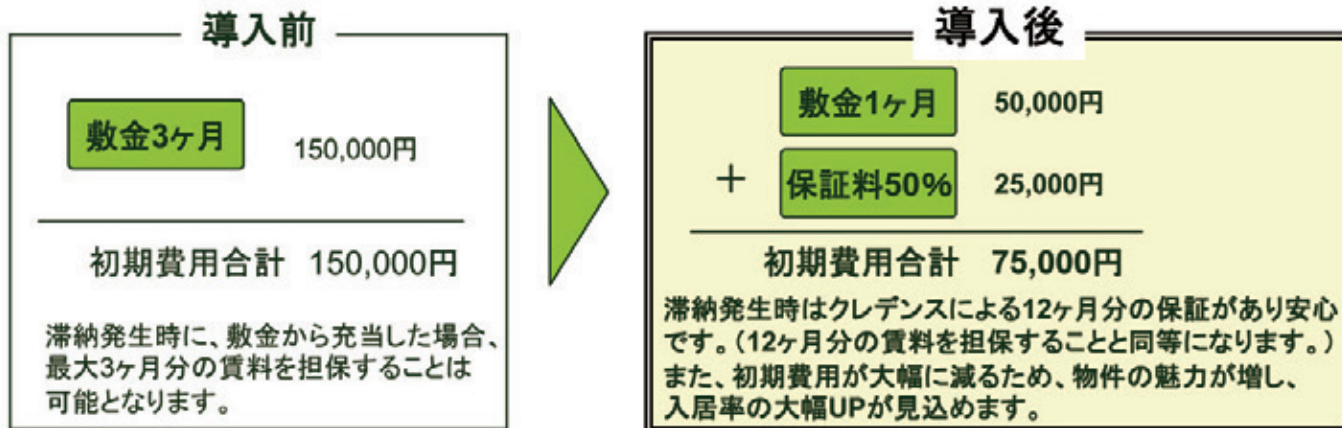 導入前
敷金3ヶ月 150,000円
初期費用合計 150,000円
滞納発生時に、敷金から充当した場合、
最大3ヶ月分の賃料を担保することは
可能となります。
導入後
敷金1ヶ月 50,000円
+ 保証料50% 25,000円
初期費用合計 75,000円
滞納発生時はクレデンスによる12ヶ月分の保証があり安心
です。(12ヶ月分の賃料を担保することと同等になります。)
また、初期費用が大幅に減るため、物件の魅力が増し、
入居率の大幅UPが見込めます。